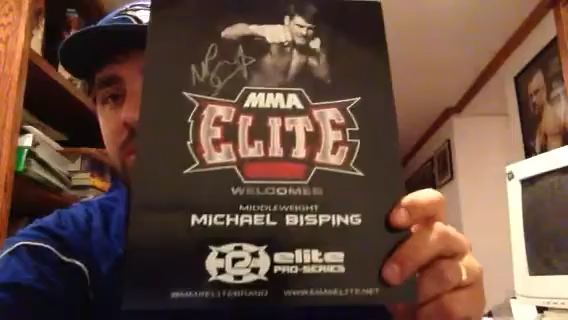 MMA
ELITE
WELCOMES
MIDDLEWEIGHT
MICHAEL BISPING
elite
PRO-SERIES
WWW.MMAELITE.NET